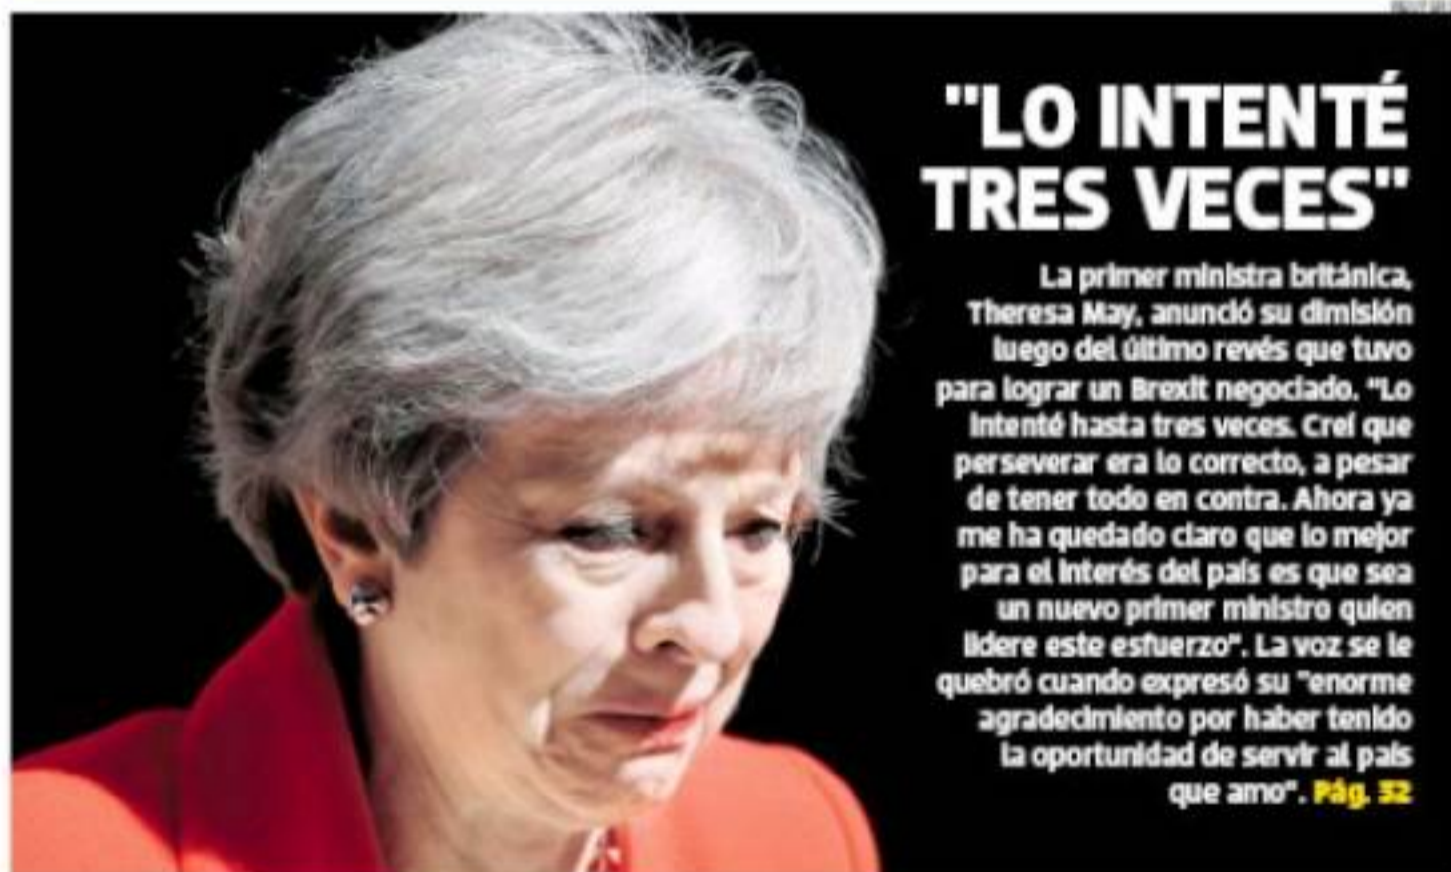 "LO INTENTÉ
TRES VECES"
La primer ministra británica,
Theresa May, anunció su dimisión
luego del último revés que tuvo
para lograr un Brexit negociado. "Lo
intenté hasta tres veces. Creí que
perseverar era lo correcto, a pesar
de tener todo en contra. Ahora ya
me ha quedado claro que lo mejor
para el interés del país es que sea
un nuevo primer ministro quien
lidere este esfuerzo". La voz se le
quebró cuando expresó su "enorme
agradecimiento por haber tenido
la oportunidad de servir al país
que amo". Pág. 32